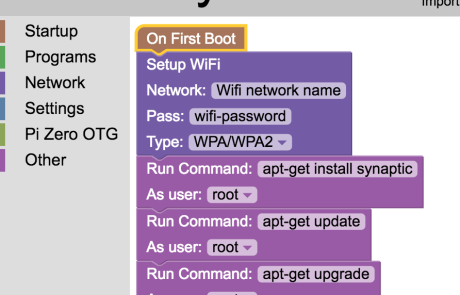 Import
Startup
Programs
Network
Settings
Pi Zero OTG
Other
On First Boot
Setup WiFi
Network: Wifi network name
Pass: wifi-password
Type: WPA/WPA2
Run Command: apt-get install synaptic
As user: root
Run Command: apt-get update
As user: root
Run Command: apt-get upgrade